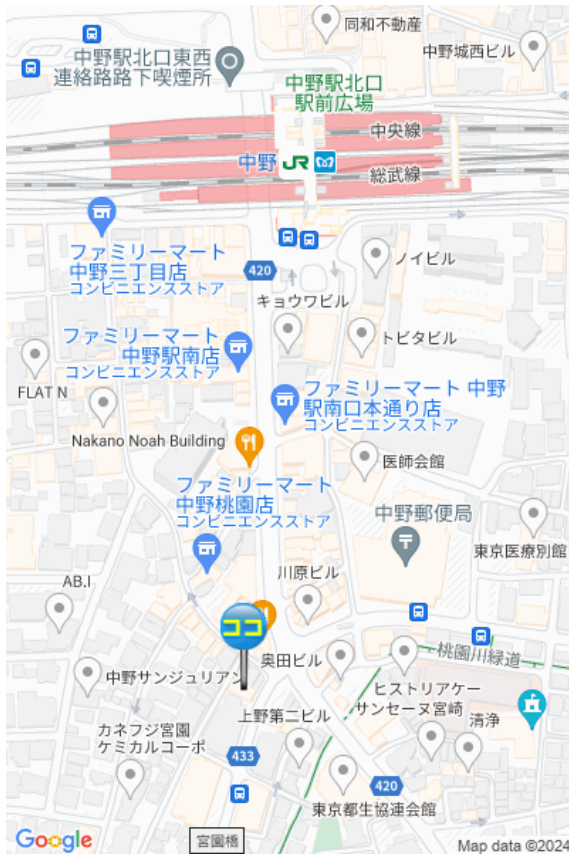 同和不動産
中野駅北口東西
連絡路路下喫煙所
中野城西ビル
中野駅北口
駅前広場
中央線
中野 JR
総武線
ファミリーマート
中野三丁目店
コンビニエンスストア
420
ノイビル
キョウワビル
ファミリーマート
中野駅南店
コンビニエンスストア
トビタビル
FLAT N
ファミリーマート 中野
駅南口本通り店
コンビニエンスストア
Nakano Noah Building
医師会館
ファミリーマート
中野桃園店
コンビニエンスストア
中野郵便局
東京医療別館
川原ビル
AB.I
ココ
桃園川緑道
奥田ビル
中野サンジュリアン
ヒストリアケー
サンセーヌ宮崎
清浄
上野第二ビル
カネフジ宮園
ケミカルコーポ
433
420
東京都生協連会館
Google
宮園橋
Map data ©2024